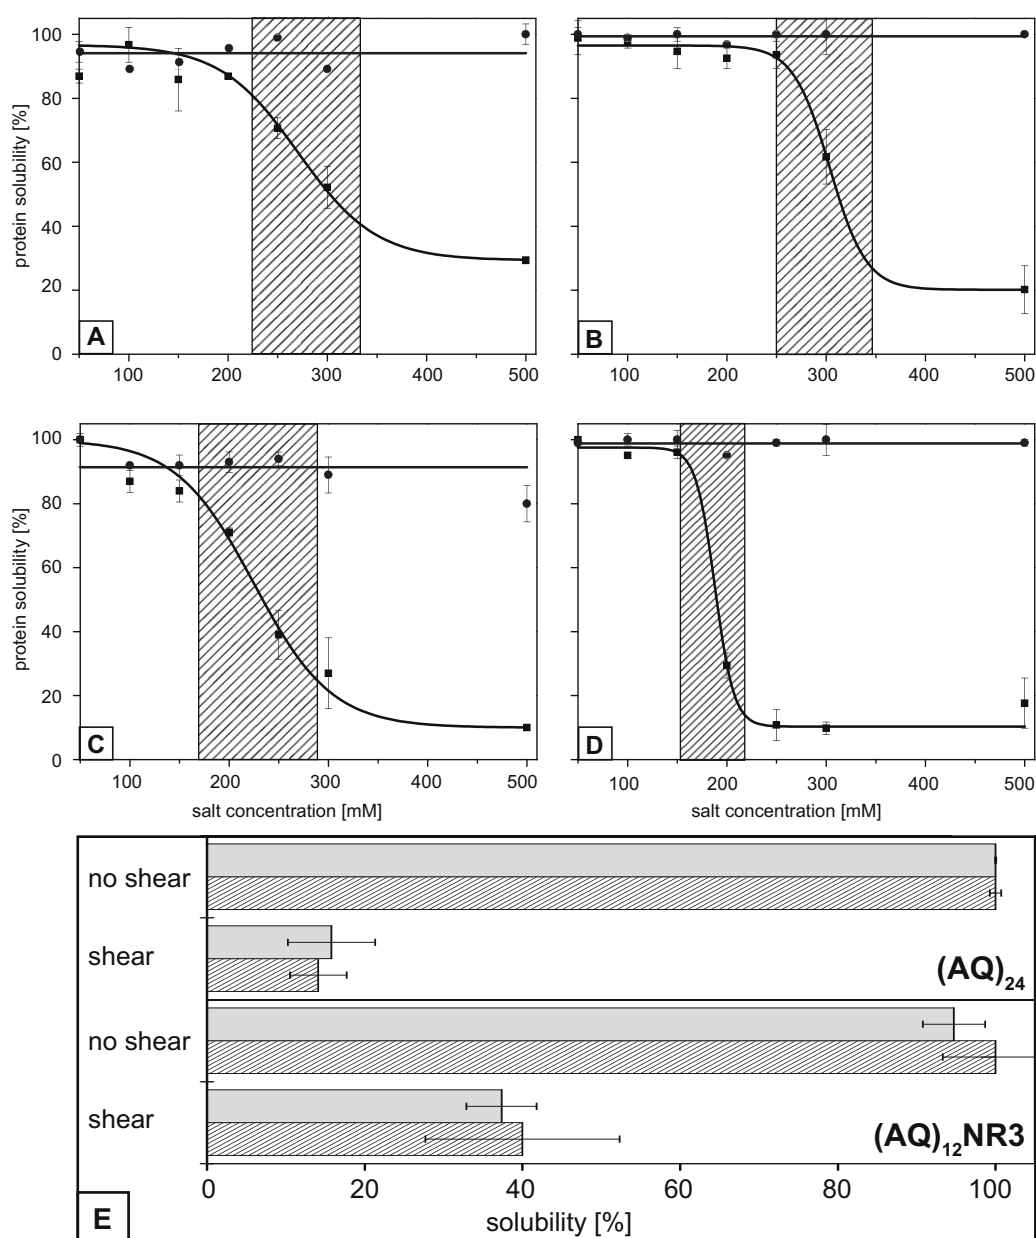 100
80
60
40
20
0
protein solubility [%]
A
100
200
300
400
500
B
100
200
300
400
500
100
80
60
40
20
0
protein solubility [%]
C
100
200
300
400
500
salt concentration [mM]
D
100
200
300
400
500
salt concentration [mM]
no shear
shear
(AQ)₂₄
no shear
shear
(AQ)₁₂NR3
0
20
40
60
80
100
solubility [%]
E